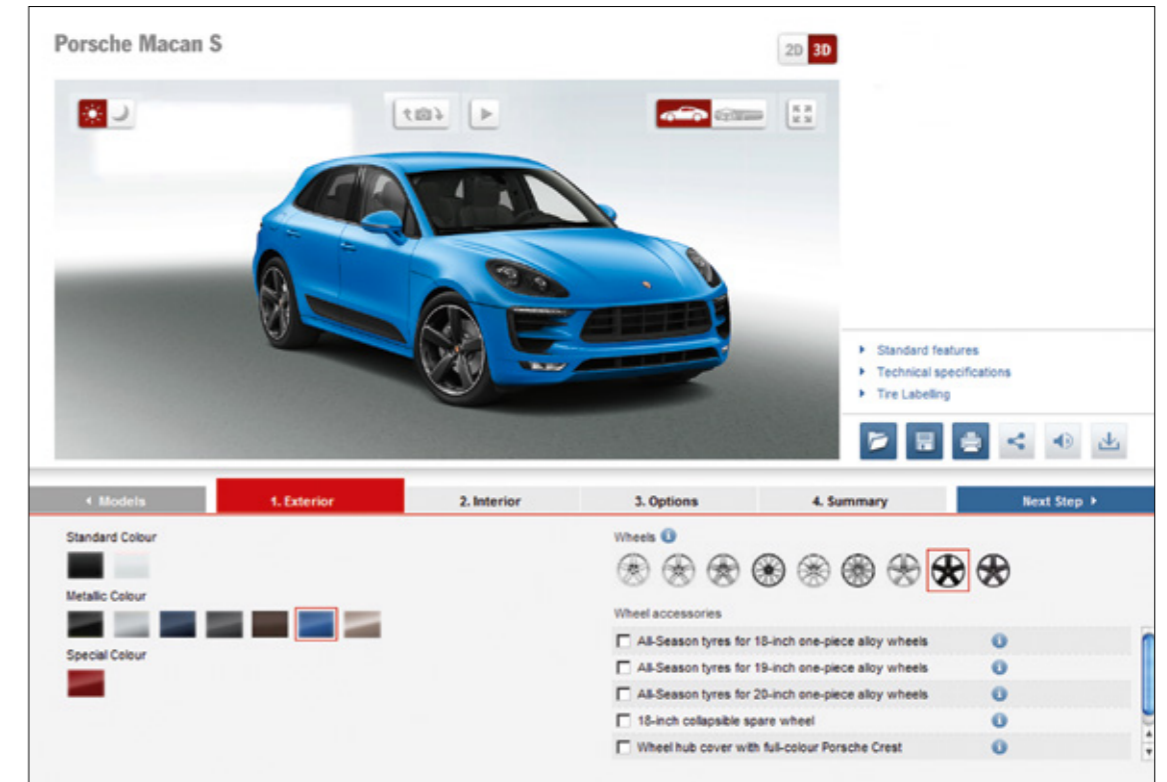 Porsche Macan S
2D 3D
Standard features
Technical specifications
Tire Labelling
Models
1. Exterior
2. Interior
3. Options
4. Summary
Next Step
Standard Colour
Metallic Colour
Special Colour
Wheels
Wheel accessories
All-Season tyres for 18-inch one-piece alloy wheels
All-Season tyres for 19-inch one-piece alloy wheels
All-Season tyres for 20-inch one-piece alloy wheels
18-inch collapsible spare wheel
Wheel hub cover with full-colour Porsche Crest